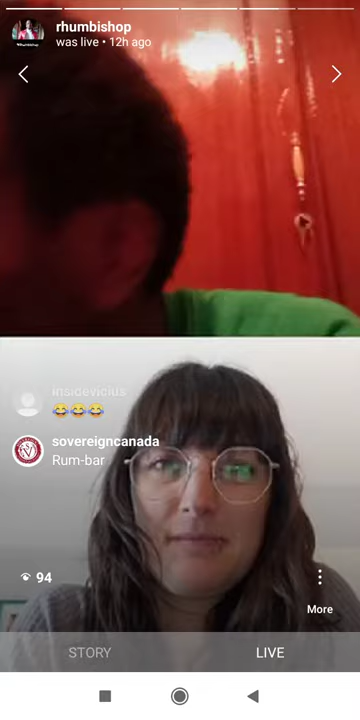 rhumbishop
was live • 12h ago
insidevicius
😂😂😂
sovereigncanada
Rum-bar
94
More
STORY
LIVE